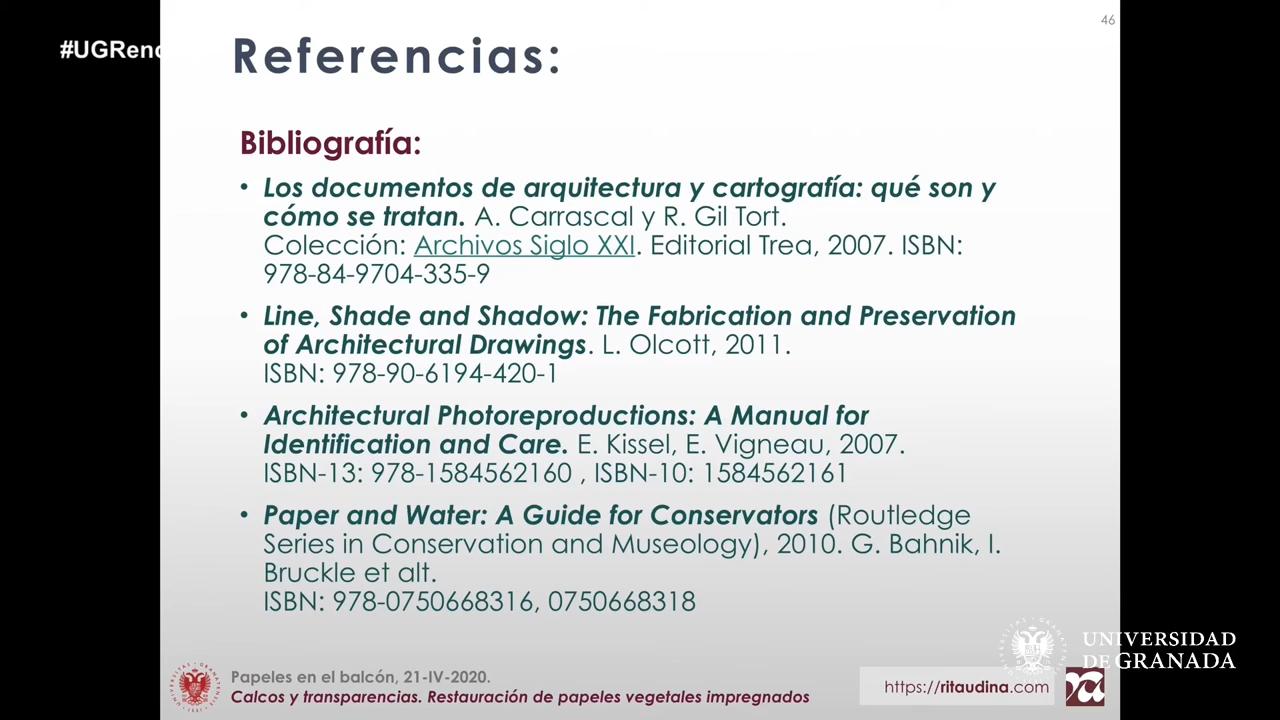 46
#UGRenc
Referencias:
Bibliografía:
• Los documentos de arquitectura y cartografía: qué son y
cómo se tratan. A. Carrascal y R. Gil Tort.
Colección: Archivos Siglo XXI. Editorial Trea, 2007. ISBN:
978-84-9704-335-9
• Line, Shade and Shadow: The Fabrication and Preservation
of Architectural Drawings. L. Olcott, 2011.
ISBN: 978-90-6194-420-1
• Architectural Photoreproductions: A Manual for
Identification and Care. E. Kissel, E. Vigneau, 2007.
ISBN-13: 978-1584562160 , ISBN-10: 1584562161
• Paper and Water: A Guide for Conservators (Routledge
Series in Conservation and Museology), 2010. G. Bahnik, I.
Bruckle et alt.
ISBN: 978-0750668316, 0750668318
UNIVERSIDAD
DE GRANADA
Papeles en el balcón, 21-IV-2020.
Calcos y transparencias. Restauración de papeles vegetales impregnados
https://ritaudina.com